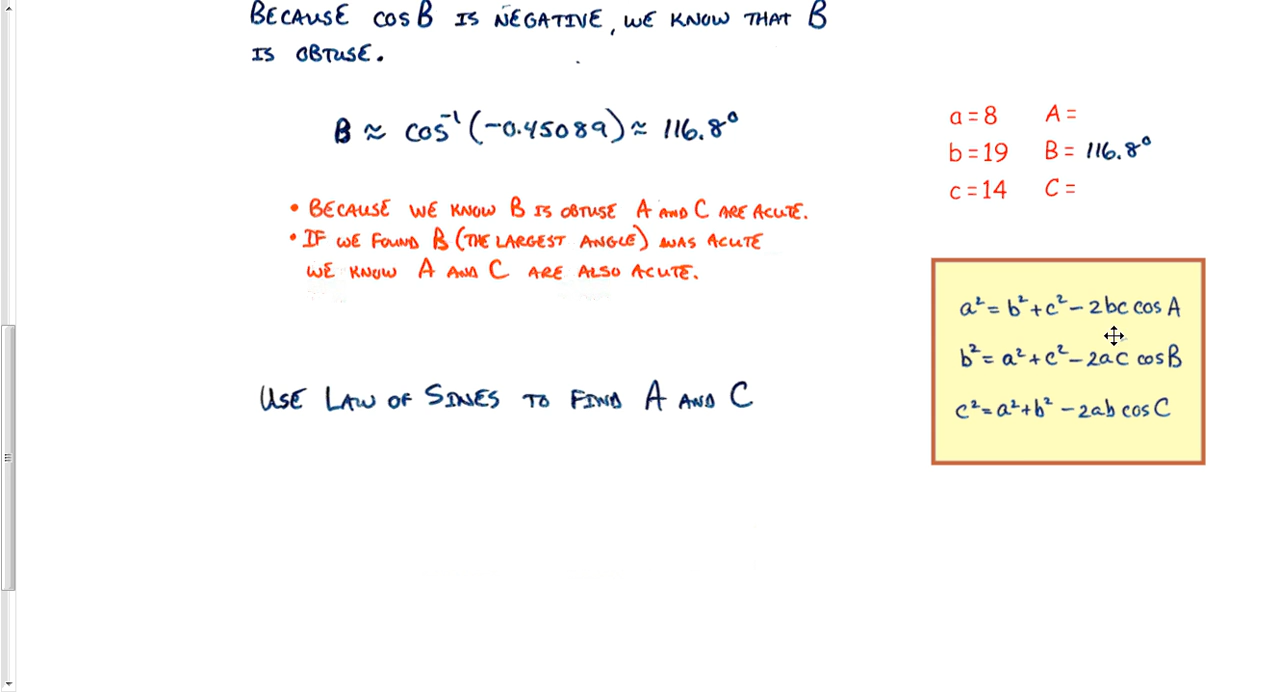 BECAUSE COS B IS NEGATIVE, WE KNOW THAT B
IS OBTUSE.
B ≈ cos⁻¹(-0.45089) ≈ 116.8°
• BECAUSE WE KNOW B IS OBTUSE A AND C ARE ACUTE.
• IF WE FOUND B (THE LARGEST ANGLE) WAS ACUTE
WE KNOW A AND C ARE ALSO ACUTE.
USE LAW OF SINES TO FIND A AND C
a = 8 A =
b = 19 B = 116.8°
c = 14 C =
a² = b² + c² - 2bc cos A
b² = a² + c² - 2ac cos B
c² = a² + b² - 2ab cos C